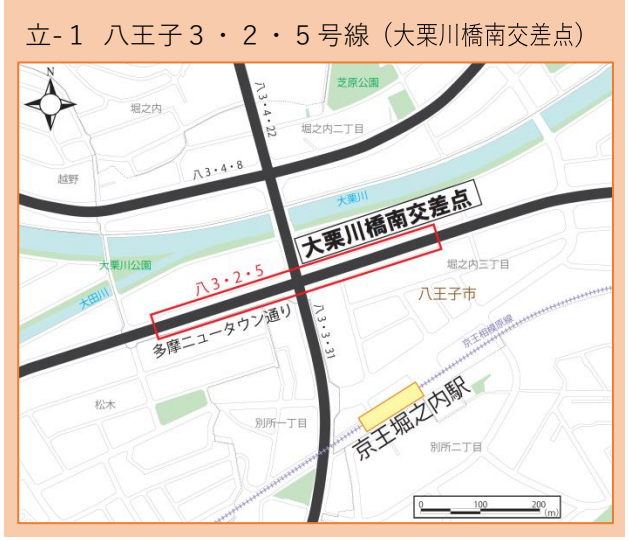 立-1 八王子3・2・5号線（大栗川橋南交差点）
N
芝原公園
堀之内
八3・4・22
堀之内二丁目
八3・4・8
越野
大栗川
大栗川橋南交差点
大栗川公園
八3・2・5
堀之内三丁目
大田川
八王子市
多摩ニュータウン通り
八3・3・31
京王相模原線
松木
京王堀之内駅
別所一丁目
別所二丁目
0 100 200
(m)